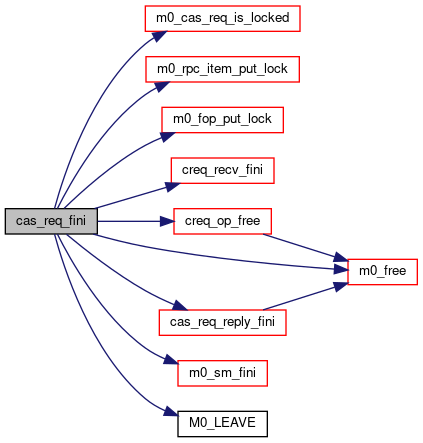 m0_cas_req_is_locked
m0_rpc_item_put_lock
m0_fop_put_lock
creq_recv_fini
cas_req_fini
creq_op_free
m0_free
cas_req_reply_fini
m0_sm_fini
M0_LEAVE